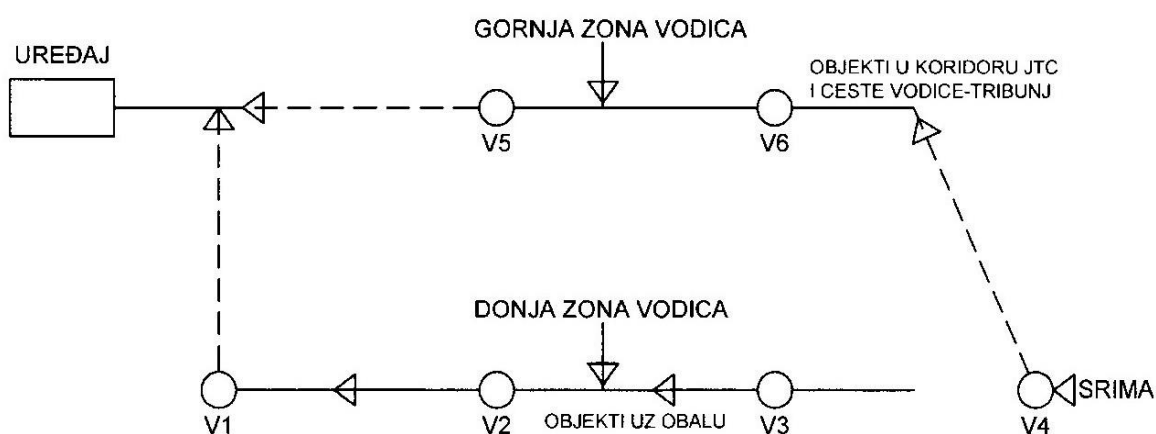 GORNJA ZONA VODICA
UREĐAJ
OBJEKTI U KORIDORU JTC
I CESTE VODICE-TRIBUNJ
V5
V6
DONJA ZONA VODICA
SRIMA
V1
V2
OBJEKTI UZ OBALU
V3
V4